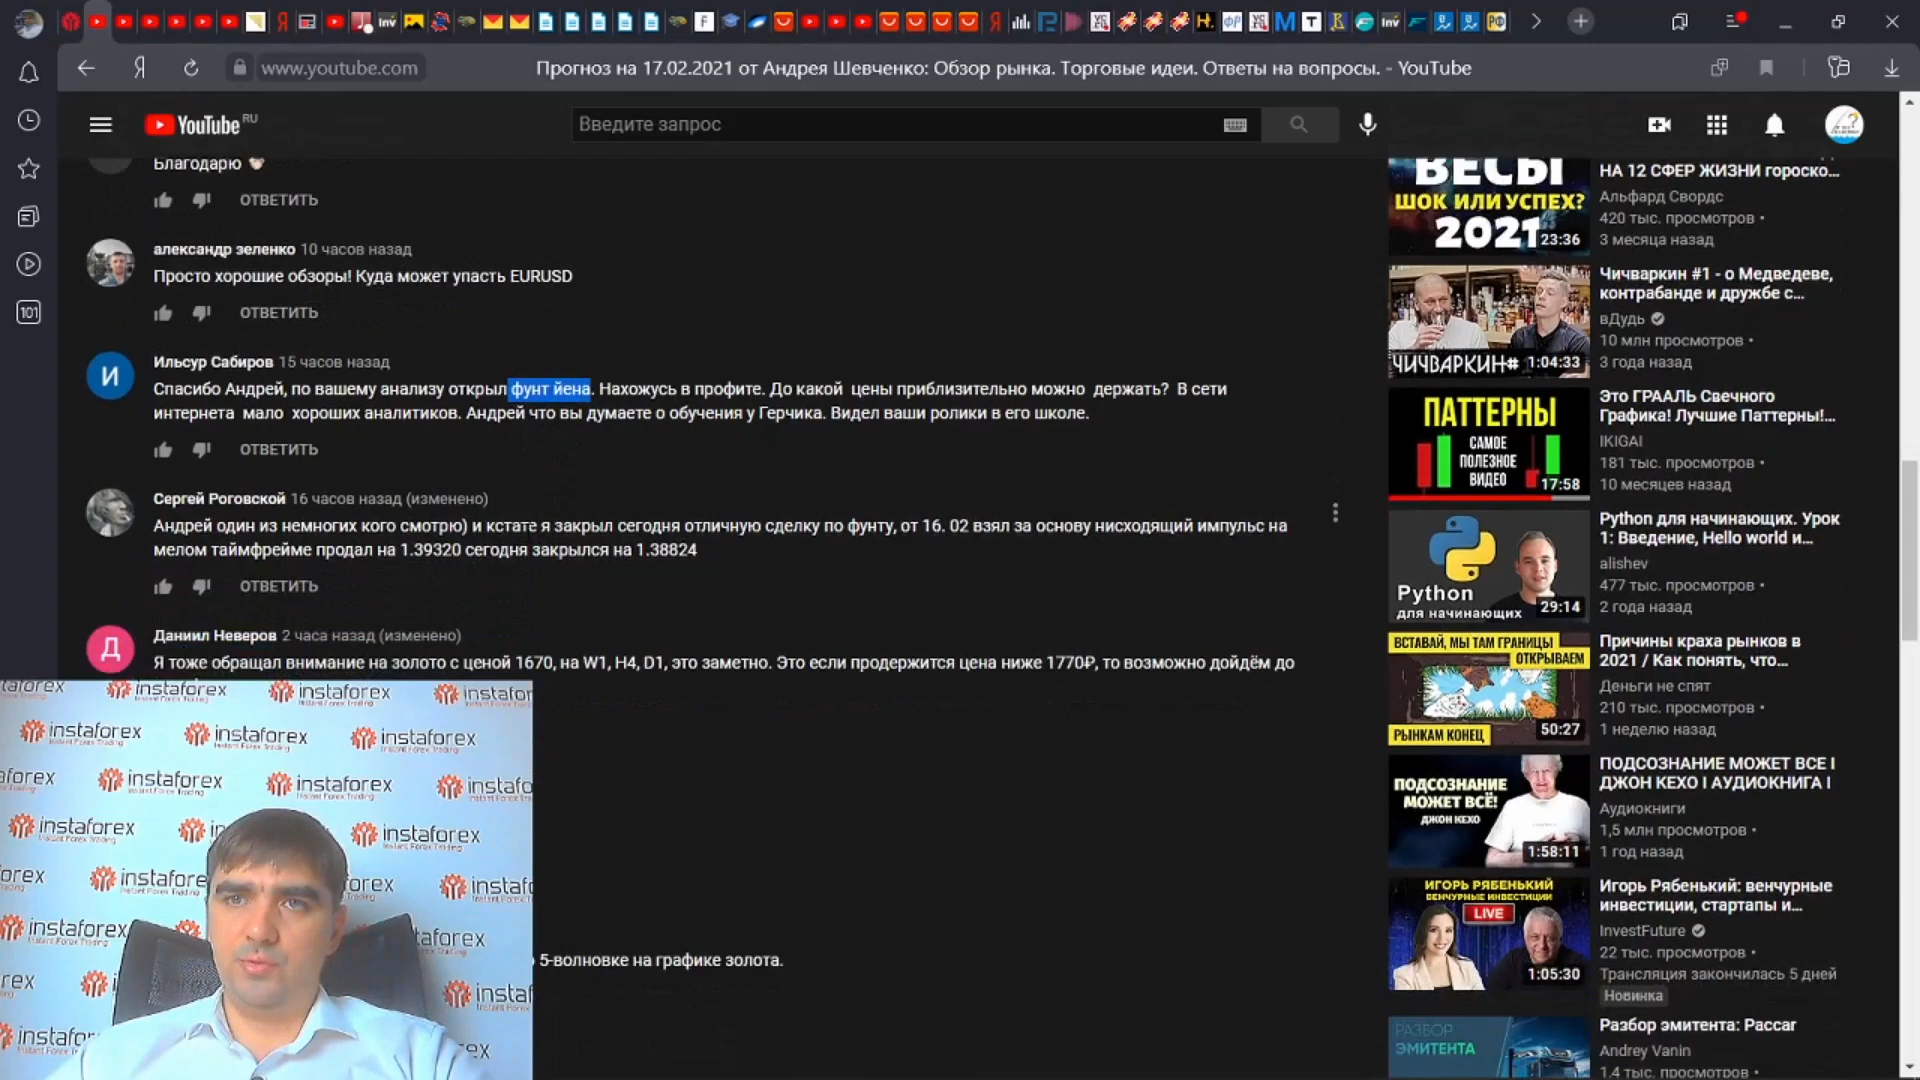 www.youtube.com
Прогноз на 17.02.2021 от Андрея Шевченко: Обзор рынка. Торговые идеи. Ответы на вопросы. - YouTube
YouTube RU
Введите запрос
Благодарю
ОТВЕТИТЬ
александр зеленко 10 часов назад
Просто хорошие обзоры! Куда может упасть EURUSD
ОТВЕТИТЬ
Ильсур Сабиров 15 часов назад
Спасибо Андрей, по вашему анализу открыл фунт йена. Нахожусь в профите. До какой цены приблизительно можно держать? В сети
интернета мало хороших аналитиков. Андрей что вы думаете о обучения у Герчика. Видел ваши ролики в его школе.
ОТВЕТИТЬ
Сергей Роговской 16 часов назад (изменено)
Андрей один из немногих кого смотрю) и кстате я закрыл сегодня отличную сделку по фунту, от 16. 02 взял за основу нисходящий импульс на
мелом таймфрейме продал на 1.39320 сегодня закрылся на 1.38824
ОТВЕТИТЬ
Даниил Неверов 2 часа назад (изменено)
Я тоже обращал внимание на золото с ценой 1670, на W1, H4, D1, это заметно. Это если продержится цена ниже 1770₽, то возможно дойдём до
5-волновке на графике золота.
instaforex
Instant Forex Trading
101
ВЕСЫ
ШОК ИЛИ УСПЕХ?
2021
23:36
НА 12 СФЕР ЖИЗНИ гороско...
Альфард Свордс
420 тыс. просмотров •
3 месяца назад
ЧИЧВАРКИН#
1:04:33
Чичваркин #1 - о Медведеве,
контрабанде и дружбе с...
вДудь
10 млн просмотров •
3 года назад
ПАТТЕРНЫ
САМОЕ
ПОЛЕЗНОЕ
ВИДЕО
17:58
Это ГРААЛЬ Свечного
Графика! Лучшие Паттерны!...
IKIGAI
181 тыс. просмотров •
10 месяцев назад
Python
для начинающих
29:14
Python для начинающих. Урок
1: Введение, Hello world и...
alishev
477 тыс. просмотров •
2 года назад
ВСТАВАЙ, МЫ ТАМ ГРАНИЦЫ
ОТКРЫВАЕМ
РЫНКАМ КОНЕЦ
50:27
Причины краха рынков в
2021 / Как понять, что...
Деньги не спят
210 тыс. просмотров •
1 неделю назад
ПОДСОЗНАНИЕ
МОЖЕТ ВСЁ!
ДЖОН КЕХО
1:58:11
ПОДСОЗНАНИЕ МОЖЕТ ВСЕ I
ДЖОН КЕХО I АУДИОКНИГА I
Аудиокниги
1,5 млн просмотров •
1 год назад
ИГОРЬ РЯБЕНЬКИЙ
ВЕНЧУРНЫЕ ИНВЕСТИЦИИ
LIVE
1:05:30
Игорь Рябенький: венчурные
инвестиции, стартапы и...
InvestFuture
22 тыс. просмотров •
Трансляция закончилась 5 дней
Новинка
РАЗБОР
ЭМИТЕНТА
Разбор эмитента: Paccar
Andrey Vanin
1,4 тыс. просмотров •